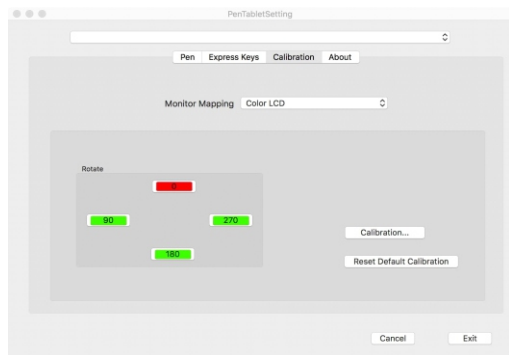 PenTabletSetting
Pen Express Keys Calibration About
Monitor Mapping Color LCD
Rotate
0
90 270
180
Calibration...
Reset Default Calibration
Cancel Exit